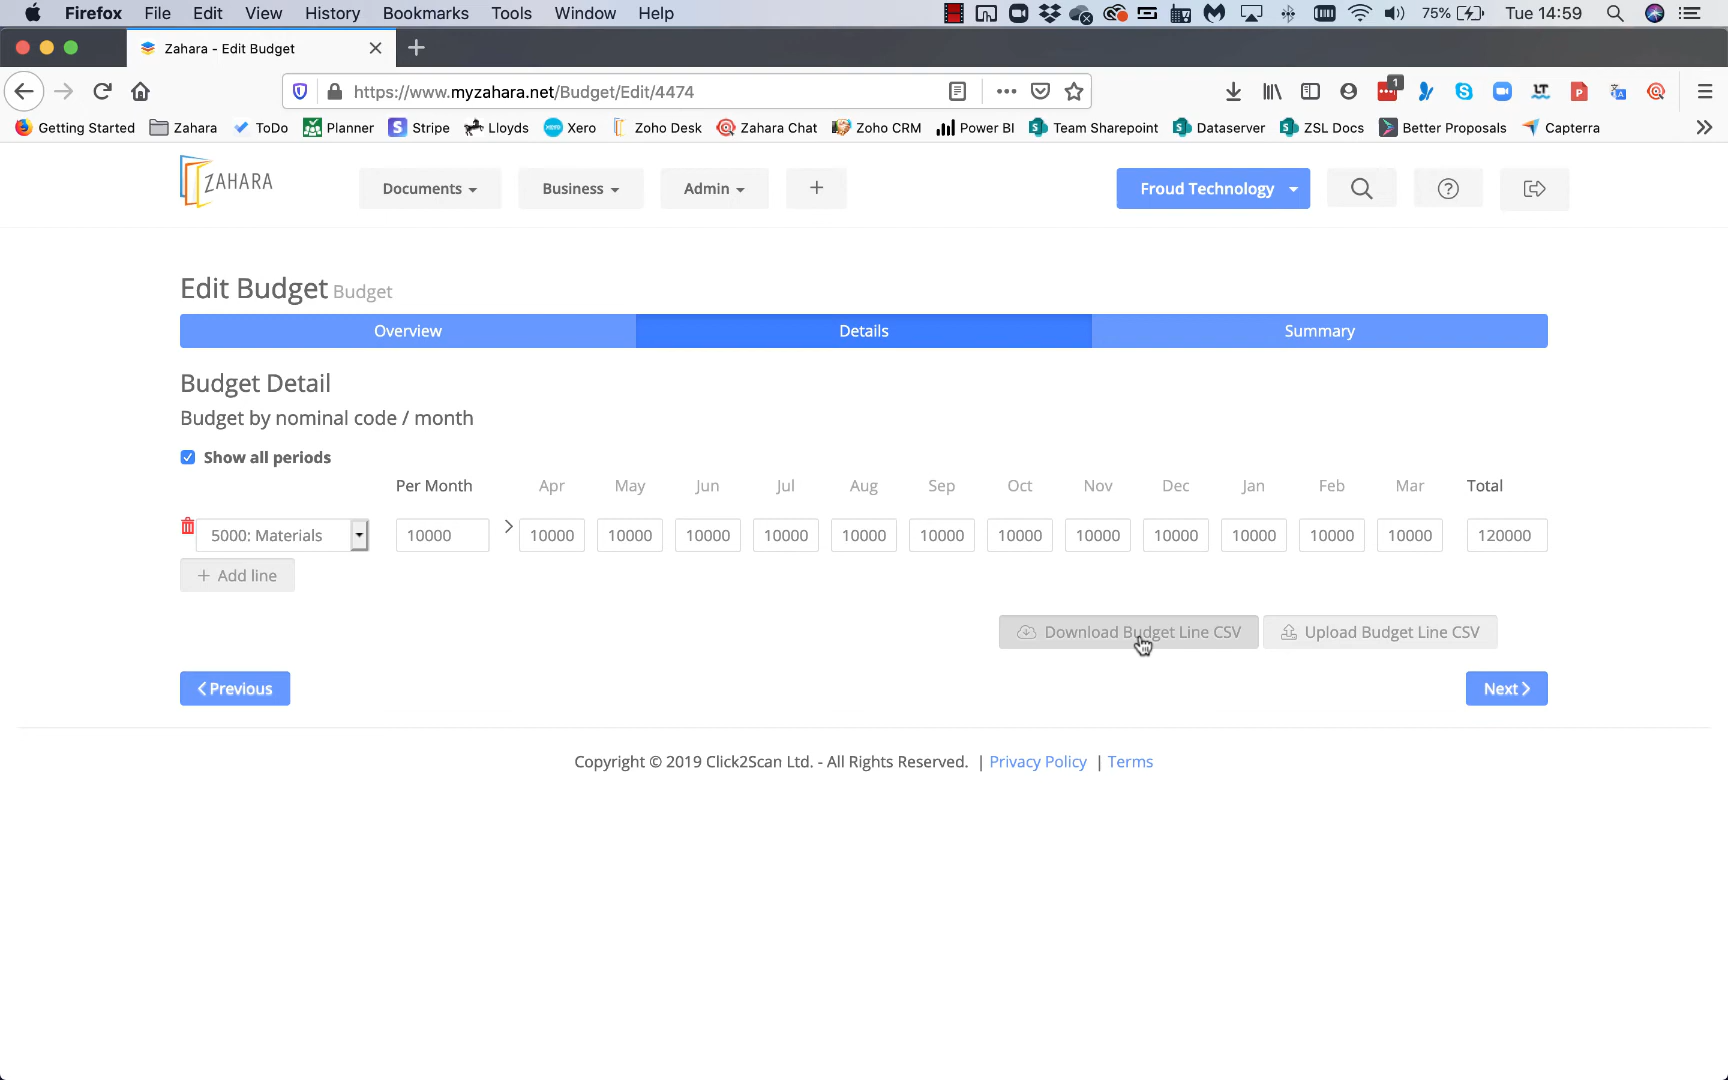 Firefox File Edit View History Bookmarks Tools Window Help 75% Tue 14:59
Zahara - Edit Budget
https://www.myzahara.net/Budget/Edit/4474 1
Getting Started Zahara ToDo Planner Stripe Lloyds Xero Zoho Desk Zahara Chat Zoho CRM Power BI Team Sharepoint Dataserver ZSL Docs Better Proposals Capterra
ZAHARA Documents Business Admin + Froud Technology
Edit Budget Budget
Overview Details Summary
Budget Detail
Budget by nominal code / month
Show all periods
Per Month Apr May Jun Jul Aug Sep Oct Nov Dec Jan Feb Mar Total
5000: Materials 10000 > 10000 10000 10000 10000 10000 10000 10000 10000 10000 10000 10000 10000 120000
+ Add line
Download Budget Line CSV Upload Budget Line CSV
Previous Next
Copyright © 2019 Click2Scan Ltd. - All Rights Reserved. | Privacy Policy | Terms